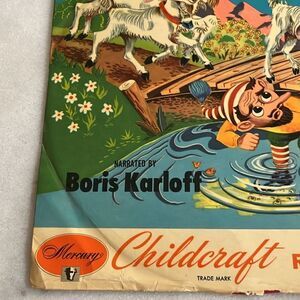 NARRATED BY
Boris Karloff
Mercury
Childcraft
TRADE MARK